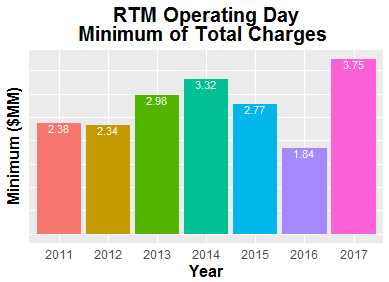 RTM Operating Day
Minimum of Total Charges
Minimum ($MM)
2.38
2.34
2.98
3.32
2.77
1.84
3.75
2011 2012 2013 2014 2015 2016 2017
Year